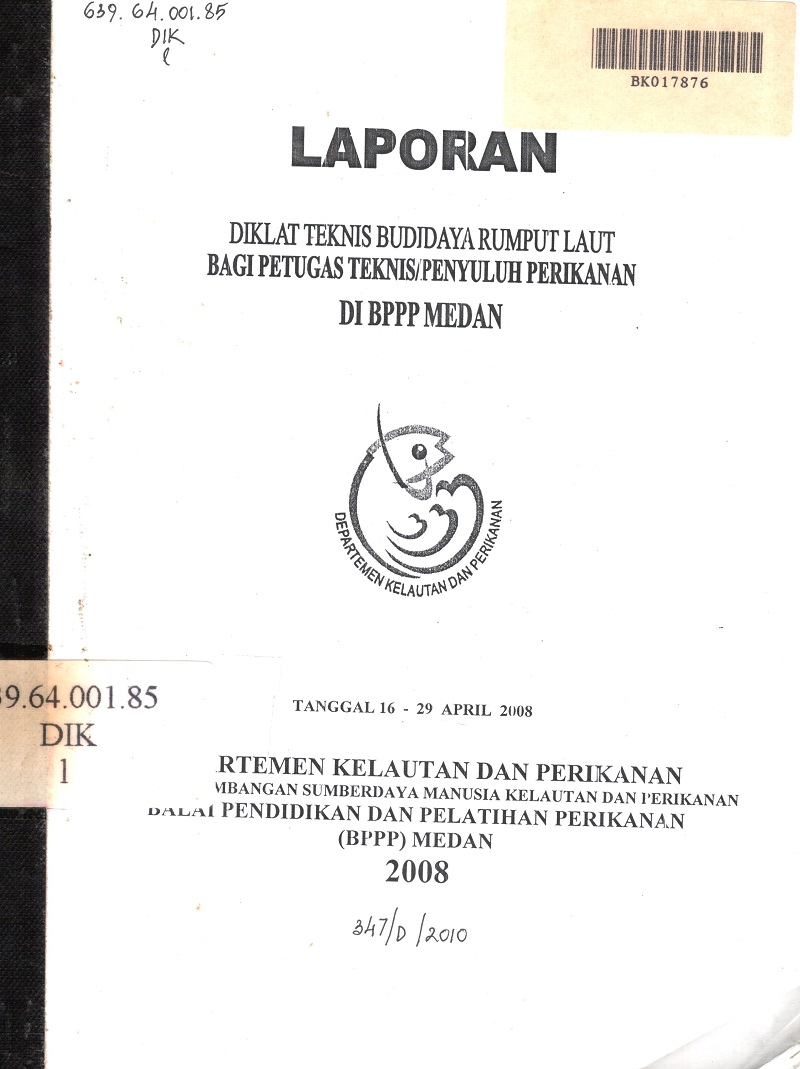 639. 64.001.85
DIK
l
BK017876
LAPORAN
DIKLAT TEKNIS BUDIDAYA RUMPUT LAUT
BAGI PETUGAS TEKNIS/PENYULUH PERIKANAN
DI BPPP MEDAN
DEPARTEMEN KELAUTAN DAN PERIKANAN
TANGGAL 16 - 29 APRIL 2008
39.64.001.85
DIK
l
RTEMEN KELAUTAN DAN PERIKANAN
MBANGAN SUMBERDAYA MANUSIA KELAUTAN DAN PERIKANAN
BALAI PENDIDIKAN DAN PELATIHAN PERIKANAN
(BPPP) MEDAN
2008
347/D/2010